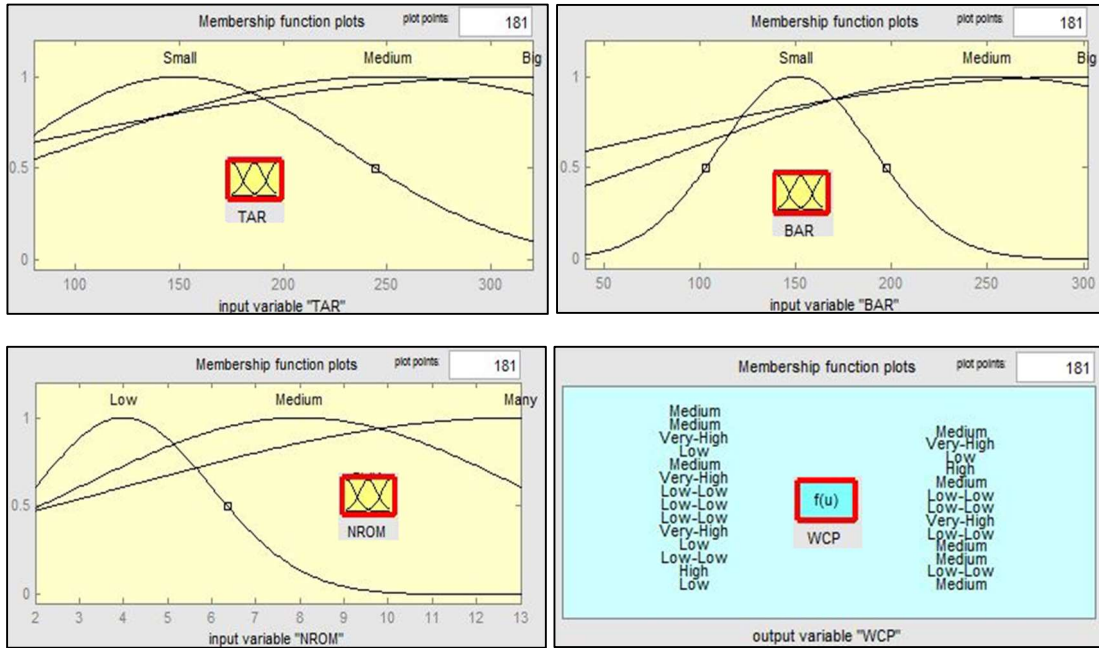 Membership function plots plot points: 181
Small Medium Big
1
0.5
0
TAR
100 150 200 250 300
input variable "TAR"
Membership function plots plot points: 181
Small Medium Big
1
0.5
0
BAR
50 100 150 200 250 300
input variable "BAR"
Membership function plots plot points: 181
Low Medium Many
1
0.5
0
NROM
2 3 4 5 6 7 8 9 10 11 12 13
input variable "NROM"
Membership function plots plot points: 181
Medium
Medium
Very-High
Low
Medium
Very-High
Low-Low
Low-Low
Low-Low
Very-High
Low
Low-Low
High
Low
f(u)
WCP
Medium
Very-High
Low
High
Medium
Low-Low
Low-Low
Very-High
Low-Low
Medium
Medium
Low-Low
Medium
output variable "WCP"